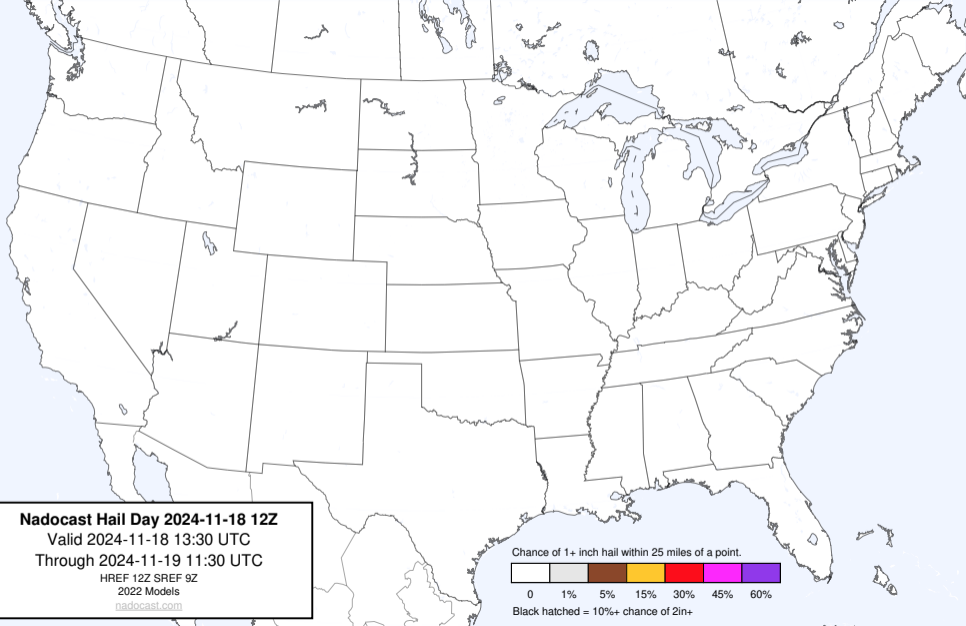 Nadocast Hail Day 2024-11-18 12Z
Valid 2024-11-18 13:30 UTC
Through 2024-11-19 11:30 UTC
HREF 12Z SREF 9Z
2022 Models
nadocast.com
Chance of 1+ inch hail within 25 miles of a point.
0 1% 5% 15% 30% 45% 60%
Black hatched = 10%+ chance of 2in+